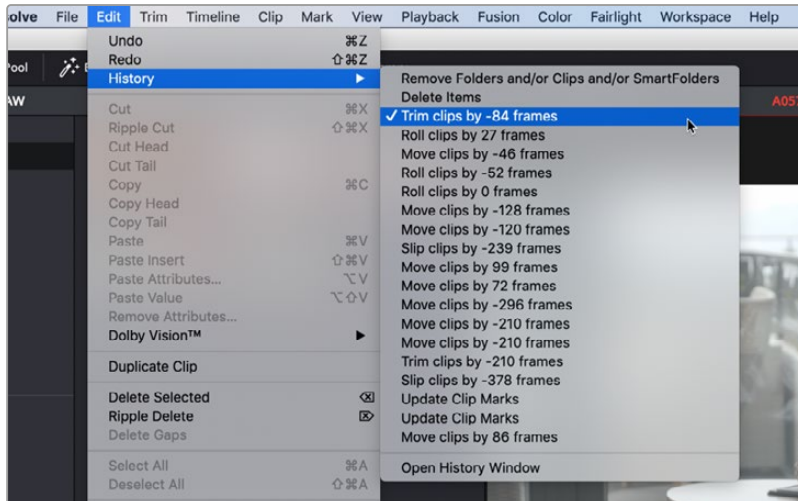 File Edit Trim Timeline Clip Mark View Playback Fusion Color Fairlight Workspace Help
Undo ⌘Z
Redo ⇧⌘Z
History
Cut ⌘X
Ripple Cut ⇧⌘X
Cut Head
Cut Tail
Copy ⌘C
Copy Head
Copy Tail
Paste ⌘V
Paste Insert ⇧⌘V
Paste Attributes... ⌥V
Paste Value ⌥⇧V
Remove Attributes...
Dolby Vision™
Duplicate Clip
Delete Selected ⌫
Ripple Delete ⌦
Delete Gaps
Select All ⌘A
Deselect All ⇧⌘A
Remove Folders and/or Clips and/or SmartFolders
Delete Items
✓ Trim clips by -84 frames
Roll clips by 27 frames
Move clips by -46 frames
Roll clips by -52 frames
Roll clips by 0 frames
Move clips by -128 frames
Move clips by -120 frames
Slip clips by -239 frames
Move clips by 99 frames
Move clips by 72 frames
Move clips by -296 frames
Move clips by -210 frames
Move clips by -210 frames
Trim clips by -210 frames
Slip clips by -378 frames
Update Clip Marks
Update Clip Marks
Move clips by 86 frames
Open History Window